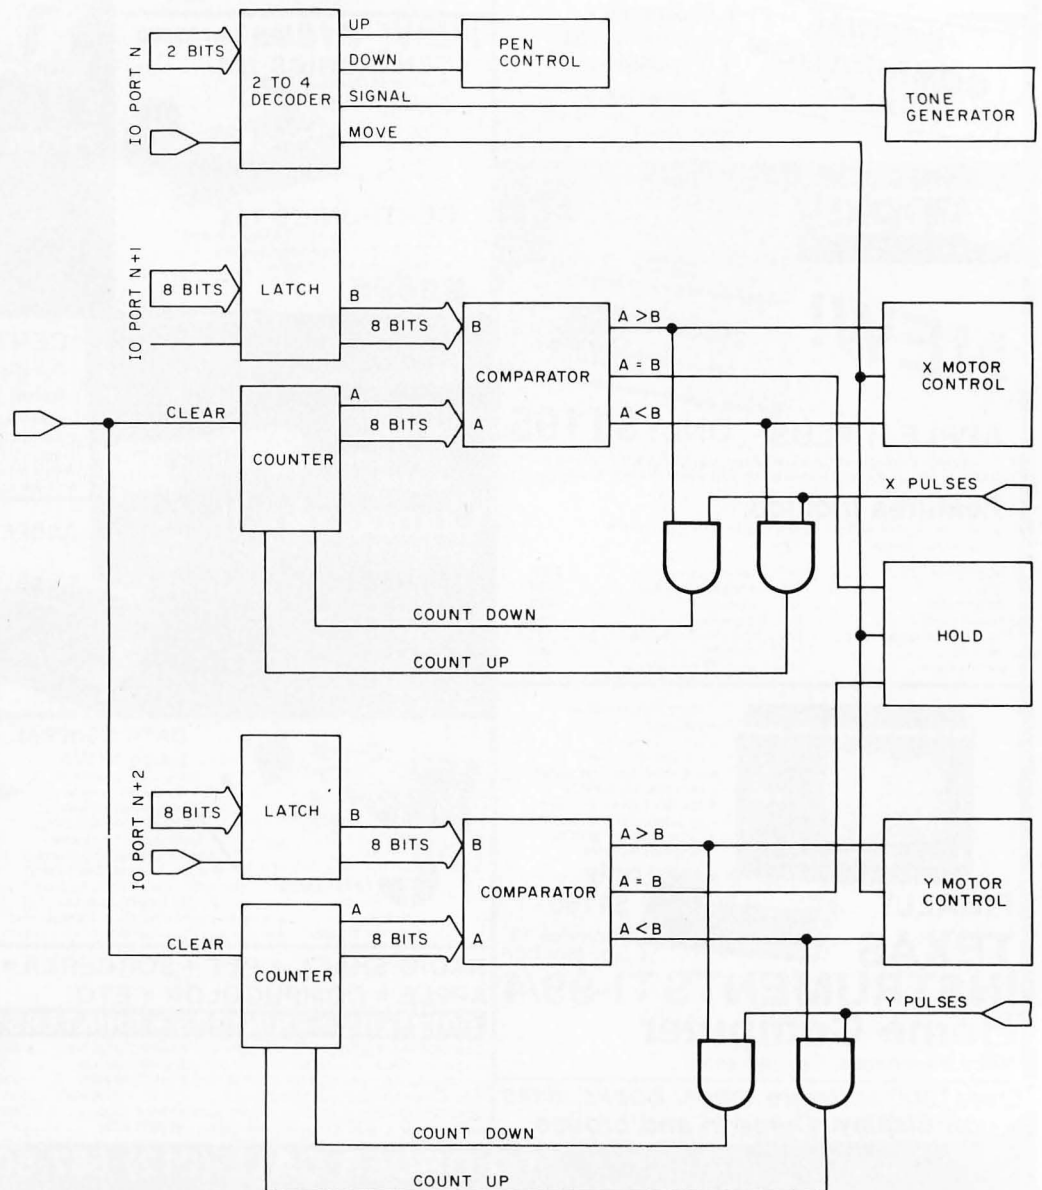 UP
2 BITS
DOWN
PEN
CONTROL
IO PORT N
2 TO 4
DECODER
SIGNAL
TONE
GENERATOR
MOVE
IO PORT N+1
8 BITS
LATCH
B
8 BITS
B
COMPARATOR
A > B
A = B
A < B
X MOTOR
CONTROL
CLEAR
A
8 BITS
A
COUNTER
X PULSES
COUNT DOWN
COUNT UP
HOLD
IO PORT N+2
8 BITS
LATCH
B
8 BITS
B
COMPARATOR
A > B
A = B
A < B
Y MOTOR
CONTROL
CLEAR
A
8 BITS
A
COUNTER
Y PULSES
COUNT DOWN
COUNT UP